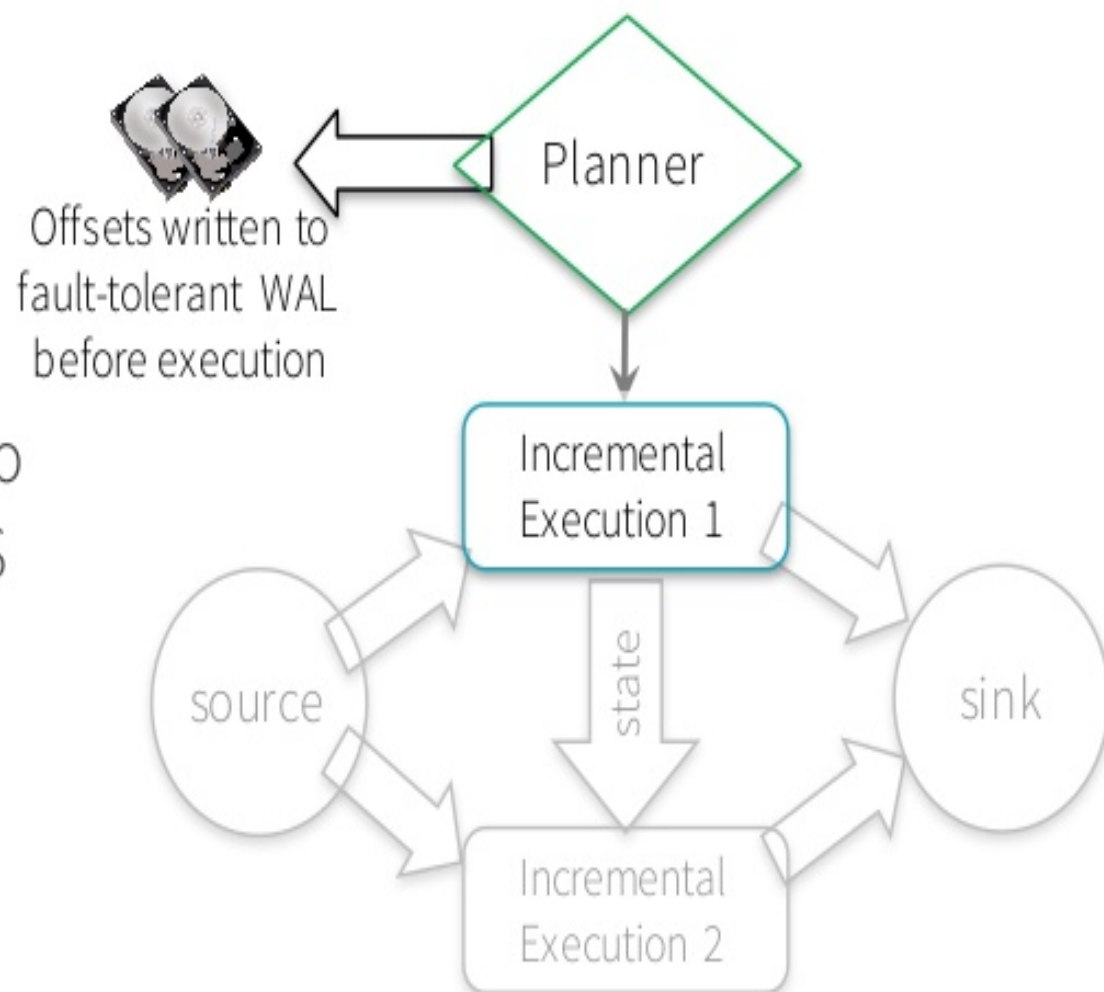 Planner
Offsets written to
fault-tolerant WAL
before execution
Incremental
Execution 1
source
state
sink
Incremental
Execution 2